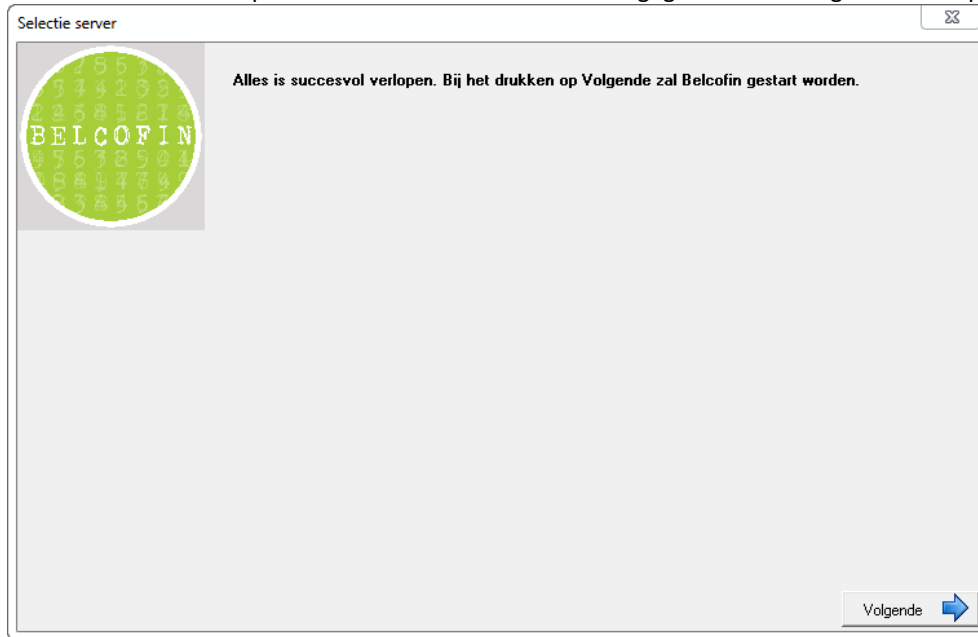 Selectie server
BELCOFIN
Alles is succesvol verlopen. Bij het drukken op Volgende zal Belcofin gestart worden.
Volgende